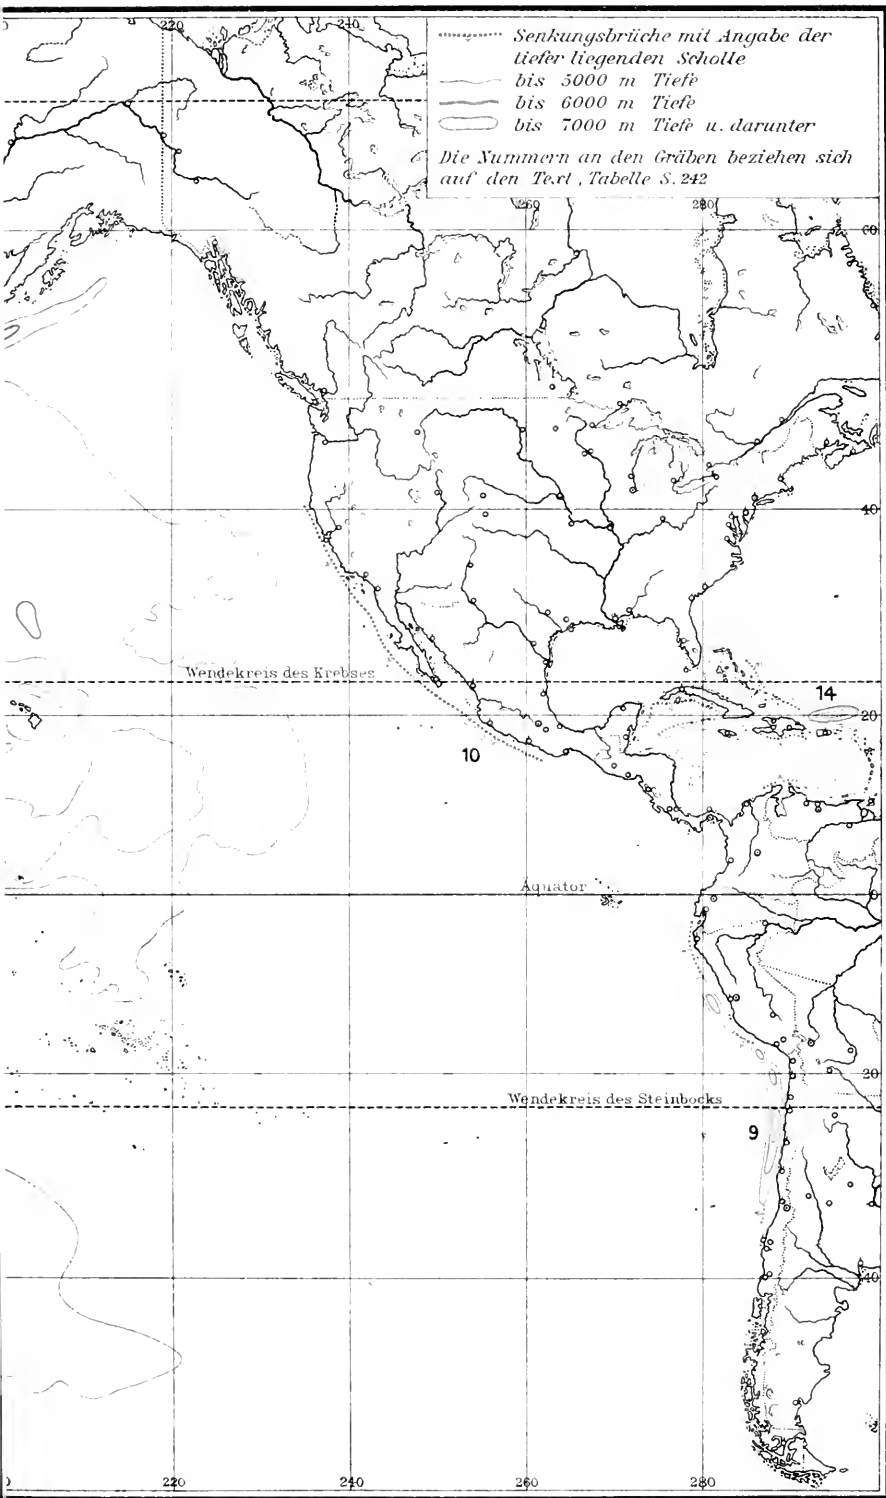 220 240
Senkungsbrüche mit Angabe der
tiefer liegenden Scholle
bis 5000 m Tiefe
bis 6000 m Tiefe
bis 7000 m Tiefe u. darunter
Die Nummern an den Gräben beziehen sich
auf den Text, Tabelle S. 242
260 280
60
40
Wendekreis des Krebses
14
20
10
Äquator
0
20
Wendekreis des Steinbocks
9
40
220 240 260 280